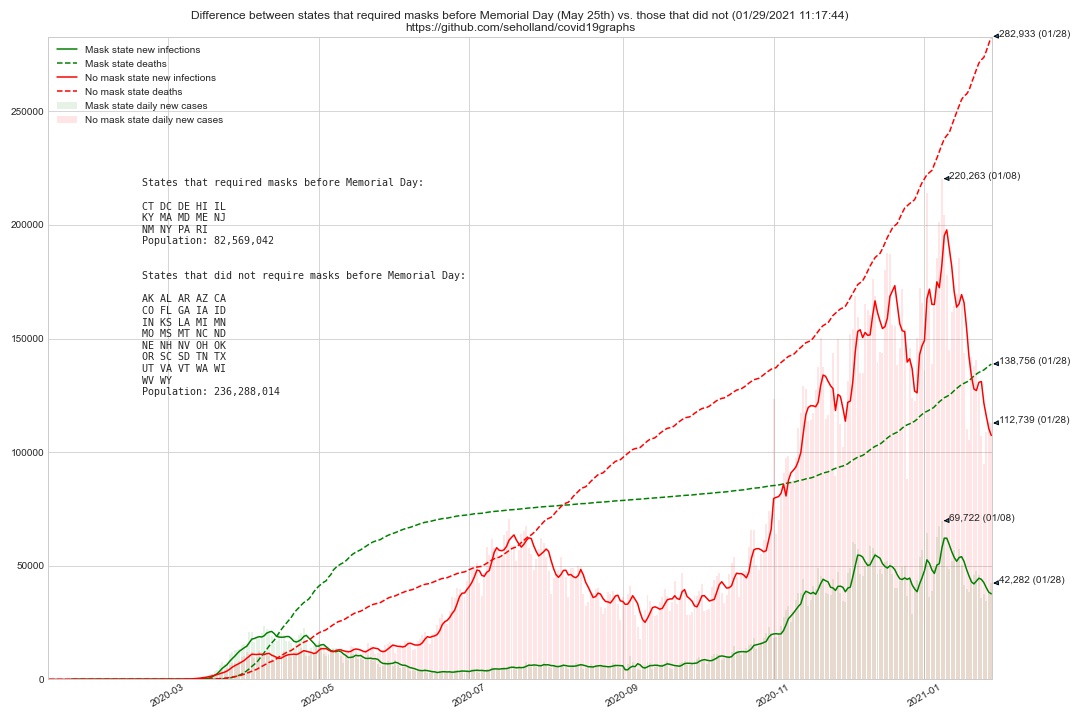 Difference between states that required masks before Memorial Day (May 25th) vs. those that did not (01/29/2021 11:17:44)
https://github.com/seholland/covid19graphs
Mask state new infections
Mask state deaths
No mask state new infections
No mask state deaths
Mask state daily new cases
No mask state daily new cases
States that required masks before Memorial Day:
CT DC DE HI IL
KY MA MD ME NJ
NM NY PA RI
Population: 82,569,042
States that did not require masks before Memorial Day:
AK AL AR AZ CA
CO FL GA IA ID
IN KS LA MI MN
MO MS MT NC ND
NE NH NV OH OK
OR SC SD TN TX
UT VA VT WA WI
WV WY
Population: 236,288,014
282,933 (01/28)
220,263 (01/08)
138,756 (01/28)
112,739 (01/28)
69,722 (01/08)
42,282 (01/28)
250000
200000
150000
100000
50000
0
2020-03
2020-05
2020-07
2020-09
2020-11
2021-01